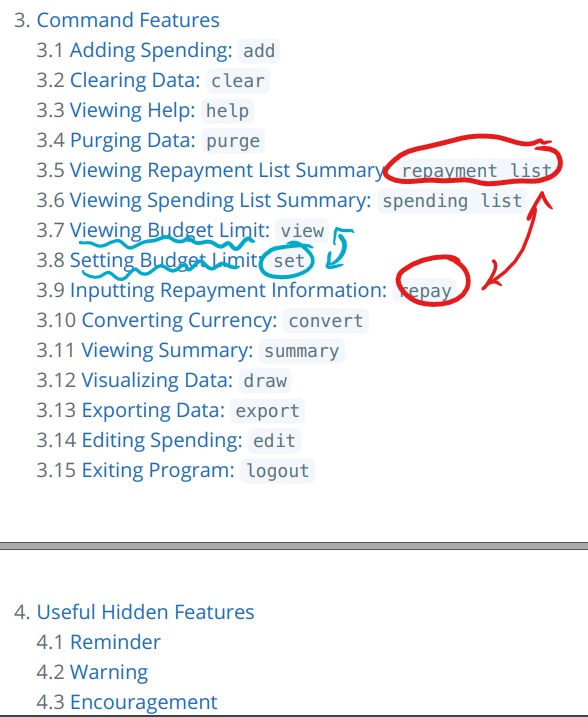 3. Command Features
3.1 Adding Spending: add
3.2 Clearing Data: clear
3.3 Viewing Help: help
3.4 Purging Data: purge
3.5 Viewing Repayment List Summary repayment list
3.6 Viewing Spending List Summary: spending list
3.7 Viewing Budget Limit: view
3.8 Setting Budget Limit: set
3.9 Inputting Repayment Information: repay
3.10 Converting Currency: convert
3.11 Viewing Summary: summary
3.12 Visualizing Data: draw
3.13 Exporting Data: export
3.14 Editing Spending: edit
3.15 Exiting Program: logout
4. Useful Hidden Features
4.1 Reminder
4.2 Warning
4.3 Encouragement